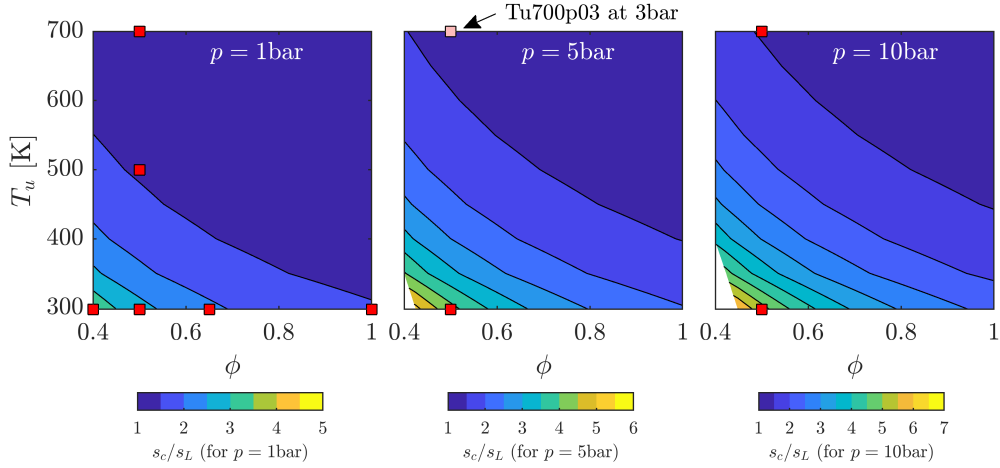 Tu700p03 at 3bar
p = 1bar
p = 5bar
p = 10bar
T_u [K]
700
600
500
400
300
0.4
0.6
0.8
1
0.4
0.6
0.8
1
0.4
0.6
0.8
1
ϕ
ϕ
ϕ
1 2 3 4 5
1 2 3 4 5 6
1 2 3 4 5 6 7
s_c/s_L (for p = 1bar)
s_c/s_L (for p = 5bar)
s_c/s_L (for p = 10bar)